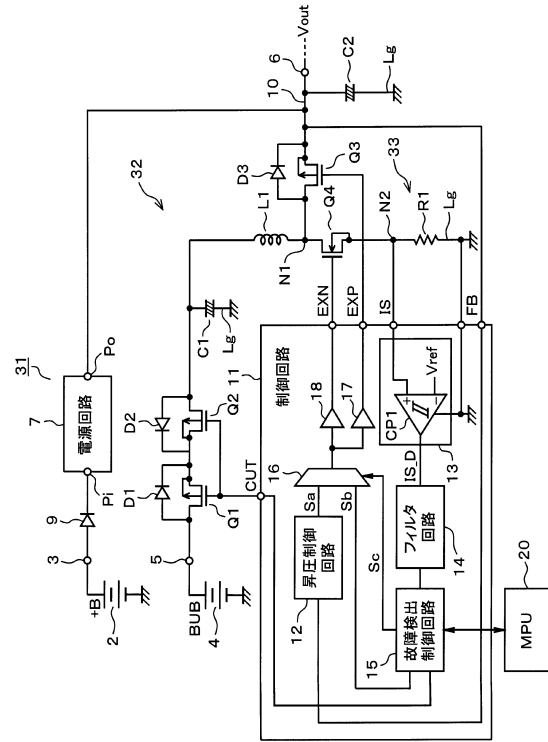 31
32
7
電源回路
Pi
Po
9
3
+B
2
5
BUB
4
D1
D2
Q1
Q2
C1
Lg
L1
N1
D3
Q3
Q4
10
6
Vout
C2
Lg
33
N2
R1
Lg
CUT
11
制御回路
EXN
EXP
IS
FB
18
17
16
Sa
Sb
Sc
昇圧制御
回路
12
CP1
+
−
Vref
IS_D
13
フィルタ
回路
14
故障検出
制御回路
15
MPU
20